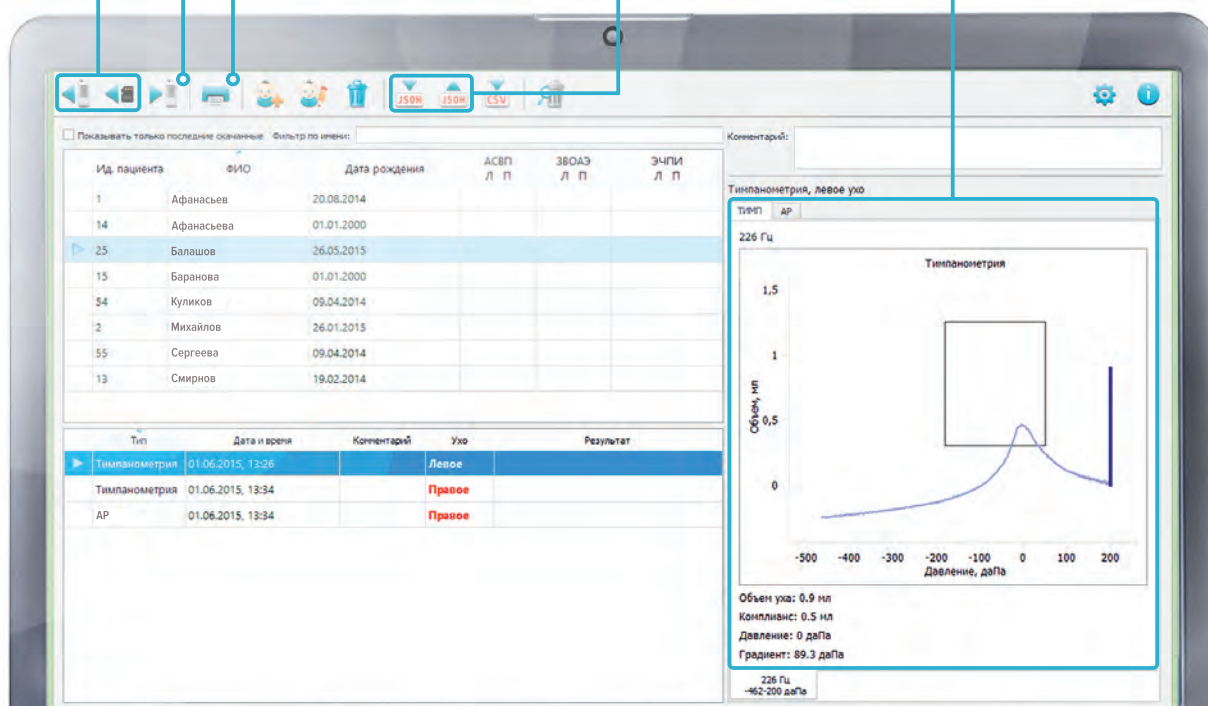 JSON JSON CSV
Показывать только последние скачанные Фильтр по имени:
Комментарий:
Ид. пациента ФИО Дата рождения АСВП ЗВОАЭ ЭЧПИ
Л П Л П Л П
1 Афанасьев 20.08.2014
14 Афанасьева 01.01.2000
25 Балашов 26.05.2015
15 Баранова 01.01.2000
54 Куликов 09.04.2014
2 Михайлов 26.01.2015
55 Сергеева 09.04.2014
13 Смирнов 19.02.2014
Тип Дата и время Комментарий Ухо Результат
Тимпанометрия 01.06.2015, 13:26 Левое
Тимпанометрия 01.06.2015, 13:34 Правое
АР 01.06.2015, 13:34 Правое
Тимпанометрия, левое ухо
ТИМП АР
226 Гц
Тимпанометрия
1,5
1
0,5
0
Объем, мл
-500 -400 -300 -200 -100 0 100 200
Давление, даПа
Объем уха: 0.9 мл
Комплианс: 0.5 мл
Давление: 0 даПа
Градиент: 89.3 даПа
226 Гц
-462-200 даПа